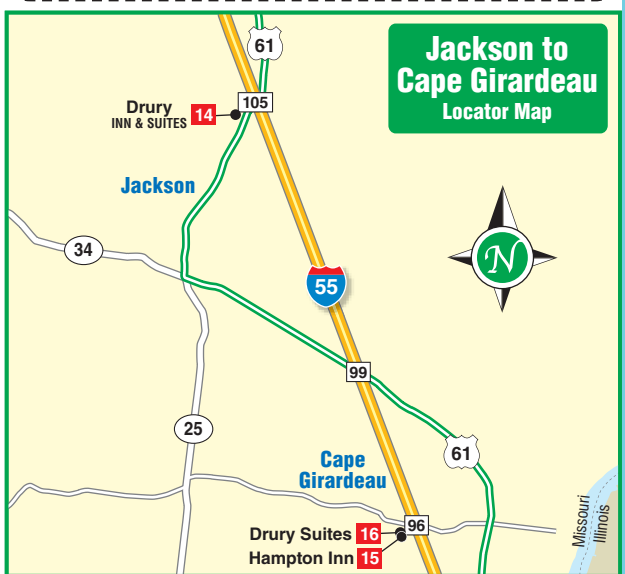 61
Jackson to
Cape Girardeau
Locator Map
105
Drury
INN & SUITES
14
Jackson
34
N
55
99
25
61
Cape
Girardeau
Missouri
Illinois
96
Drury Suites 16
Hampton Inn 15